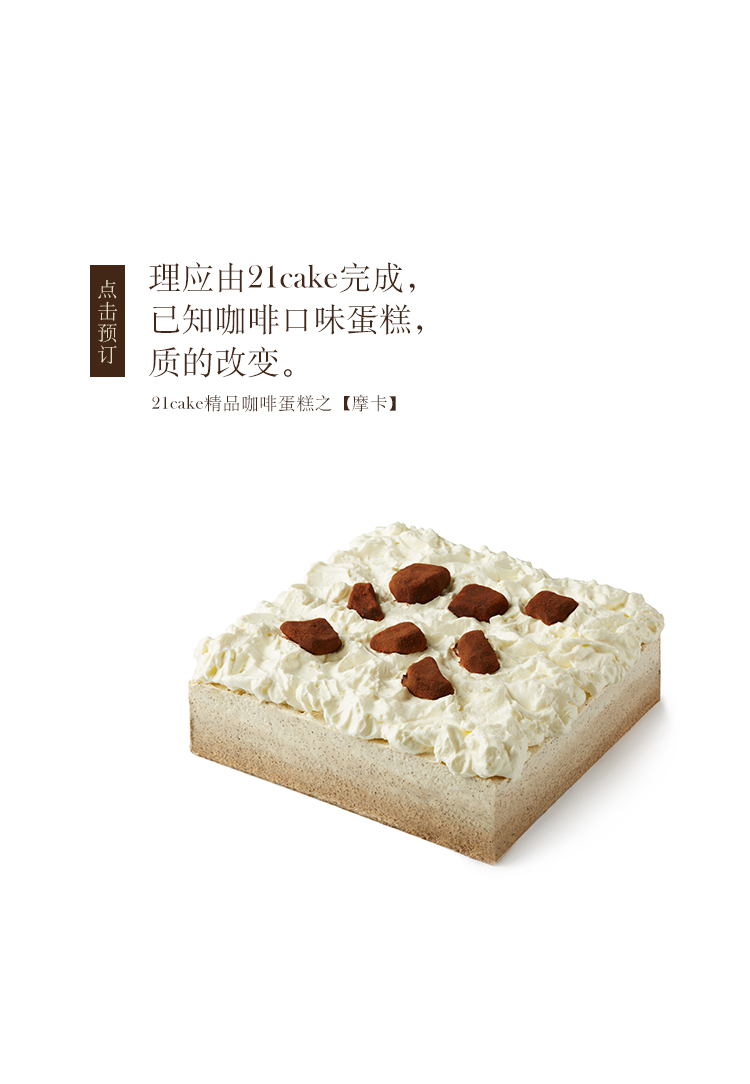 点击预订
理应由21cake完成，
已知咖啡口味蛋糕，
质的改变。
21cake精品咖啡蛋糕之【摩卡】